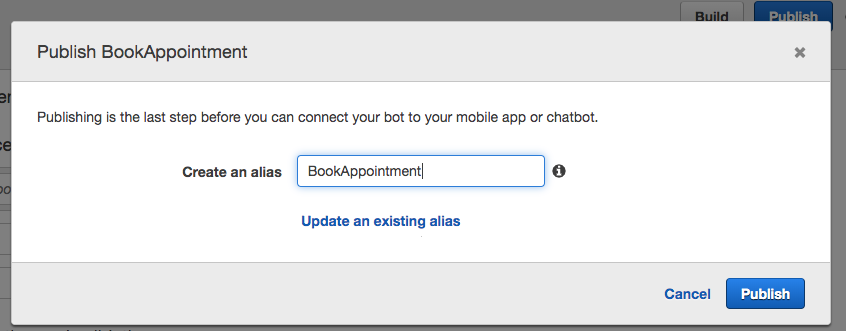 Build Publish
Publish BookAppointment
Publishing is the last step before you can connect your bot to your mobile app or chatbot.
Create an alias BookAppointment
Update an existing alias
Cancel Publish